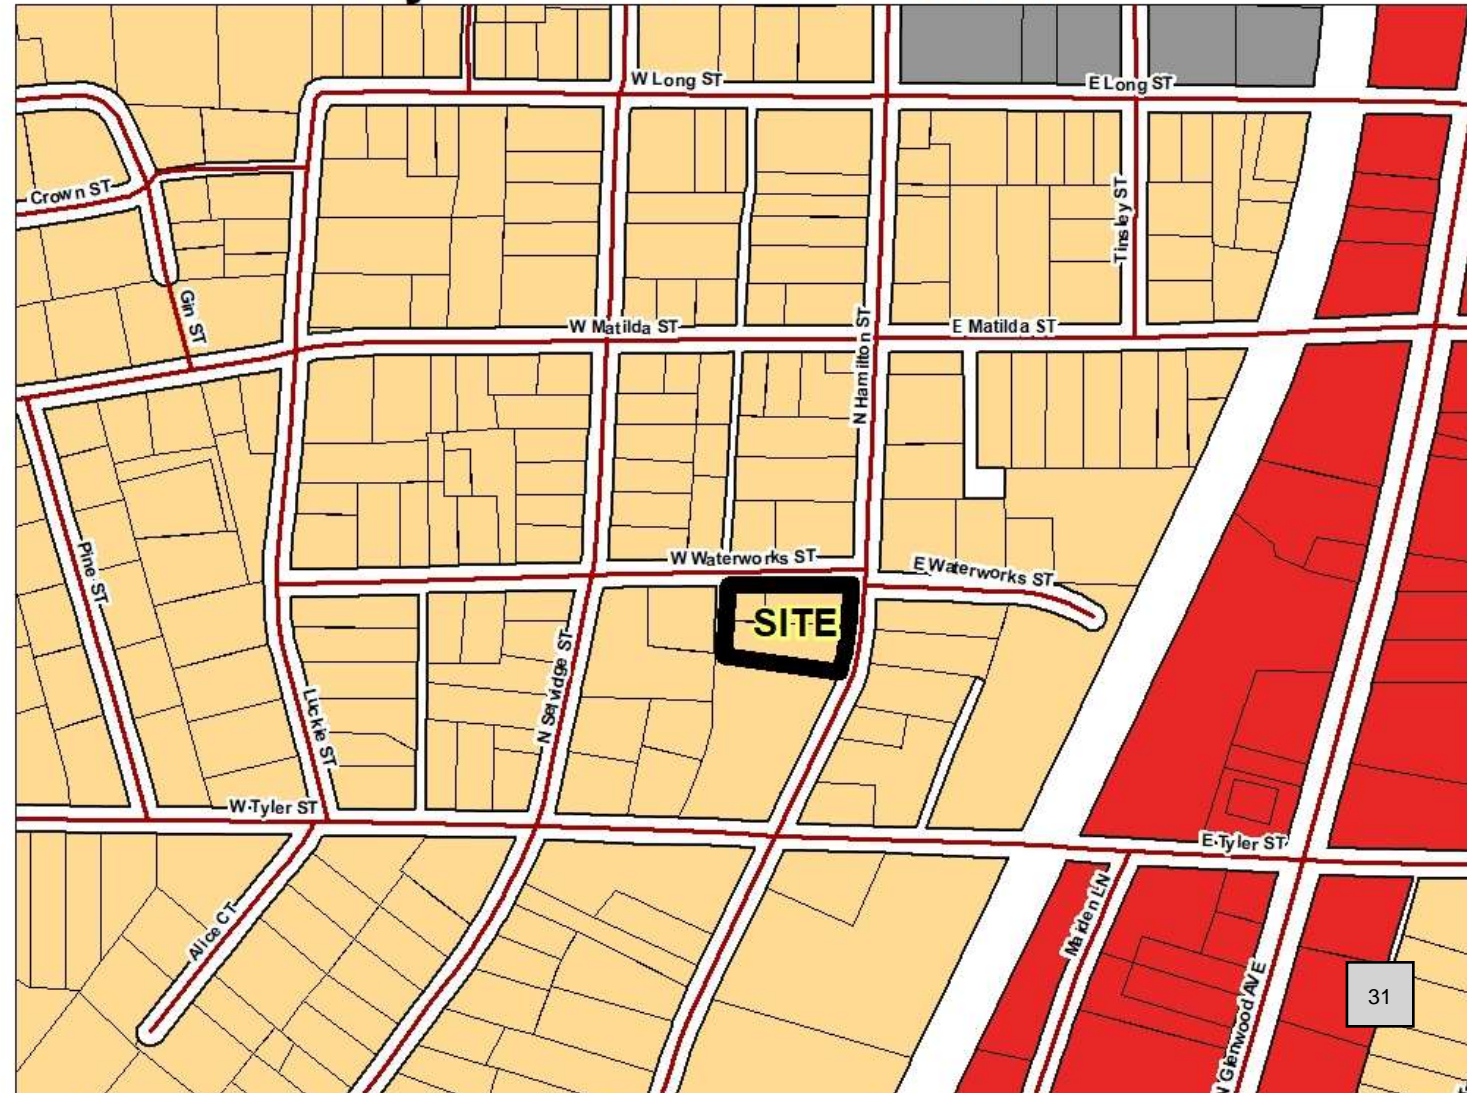 W Long ST
E Long ST
Crown ST
Tinsley ST
Gin ST
W Matilda ST
E Matilda ST
N Hamilton ST
Pine ST
W Waterworks ST
E Waterworks ST
SITE
N Selvidge ST
Luckie ST
W Tyler ST
E Tyler ST
Alice CT
Maiden LN
N Glenwood AVE
31